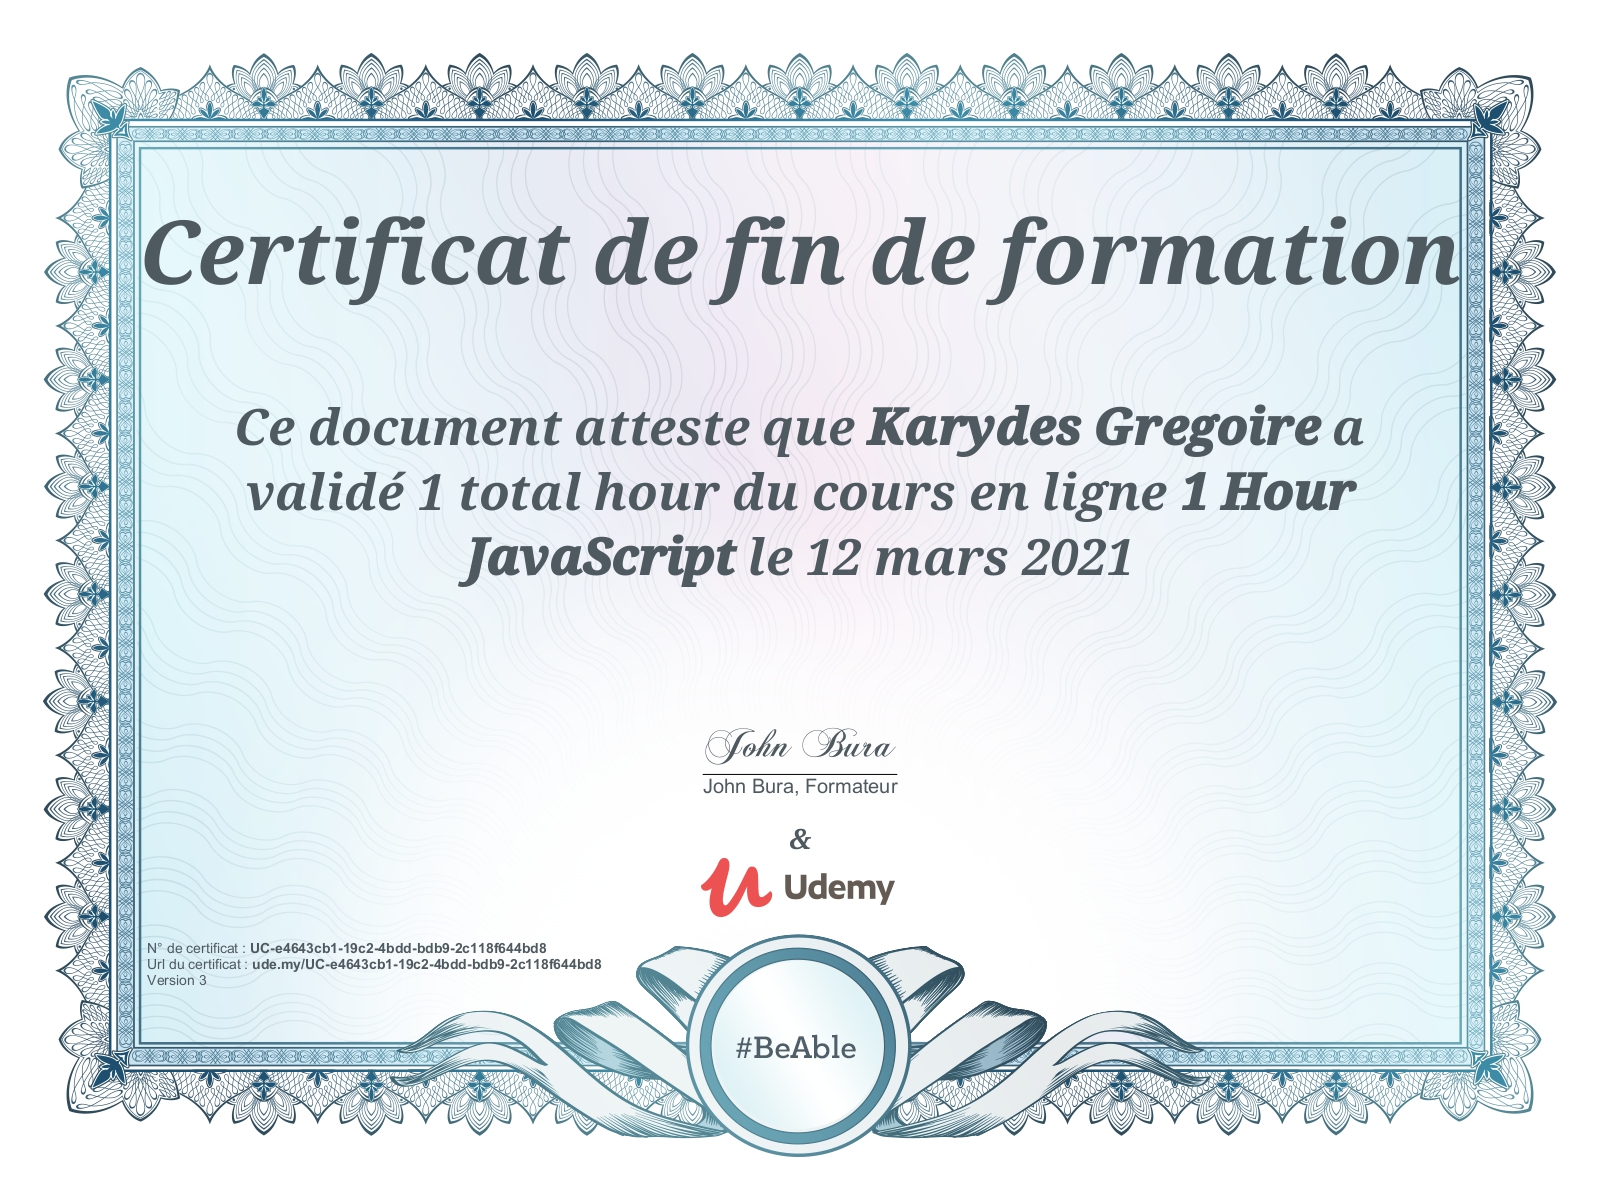 Certificat de fin de formation
Ce document atteste que Karydes Gregoire a
validé 1 total hour du cours en ligne 1 Hour
JavaScript le 12 mars 2021
John Bura
John Bura, Formateur
&
Udemy
N° de certificat : UC-e4643cb1-19c2-4bdd-bdb9-2c118f644bd8
Url du certificat : ude.my/UC-e4643cb1-19c2-4bdd-bdb9-2c118f644bd8
Version 3
#BeAble